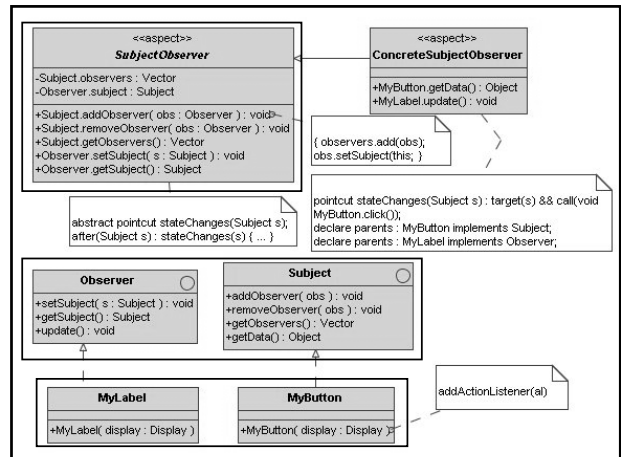 <<aspect>>
SubjectObserver
-Subject.observers : Vector
-Observer.subject : Subject
+Subject.addObserver( obs : Observer ) : void
+Subject.removeObserver( obs : Observer ) : void
+Subject.getObservers() : Vector
+Observer.setSubject( s : Subject ) : void
+Observer.getSubject() : Subject
<<aspect>>
ConcreteSubjectObserver
+MyButton.getData() : Object
+MyLabel.update() : void
{ observers.add(obs);
obs.setSubject(this; }
abstract pointcut stateChanges(Subject s);
after(Subject s) : stateChanges(s) { ... }
pointcut stateChanges(Subject s) : target(s) && call(void
MyButton.click());
declare parents : MyButton implements Subject;
declare parents : MyLabel implements Observer;
Observer
+setSubject( s : Subject ) : void
+getSubject() : Subject
+update() : void
Subject
+addObserver( obs ) : void
+removeObserver( obs ) : void
+getObservers() : Vector
+getData() : Object
MyLabel
+MyLabel( display : Display )
MyButton
+MyButton( display : Display )
addActionListener(al)